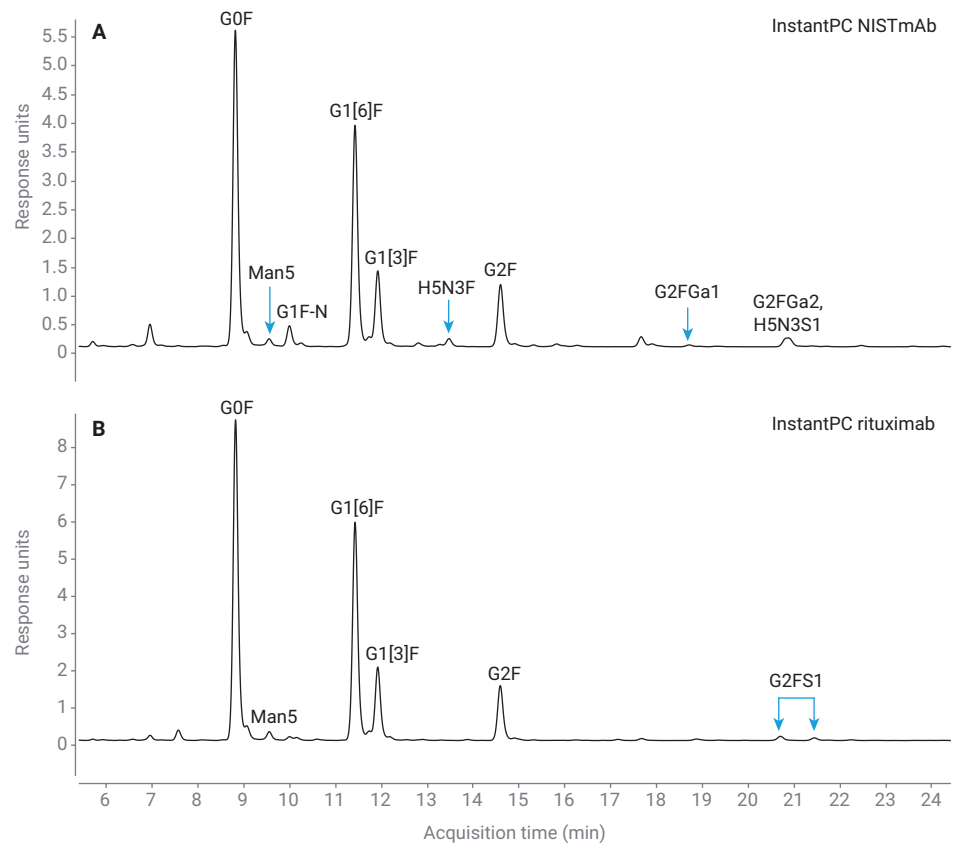 A
InstantPC NISTmAb
G0F
G1[6]F
G1[3]F
Man5
G1F-N
H5N3F
G2F
G2FGa1
G2FGa2,
H5N3S1
Response units
5.5
5.0
4.5
4.0
3.5
3.0
2.5
2.0
1.5
1.0
0.5
0
B
InstantPC rituximab
G0F
G1[6]F
G1[3]F
Man5
G2F
G2FS1
Response units
8
7
6
5
4
3
2
1
0
6 7 8 9 10 11 12 13 14 15 16 17 18 19 20 21 22 23 24
Acquisition time (min)